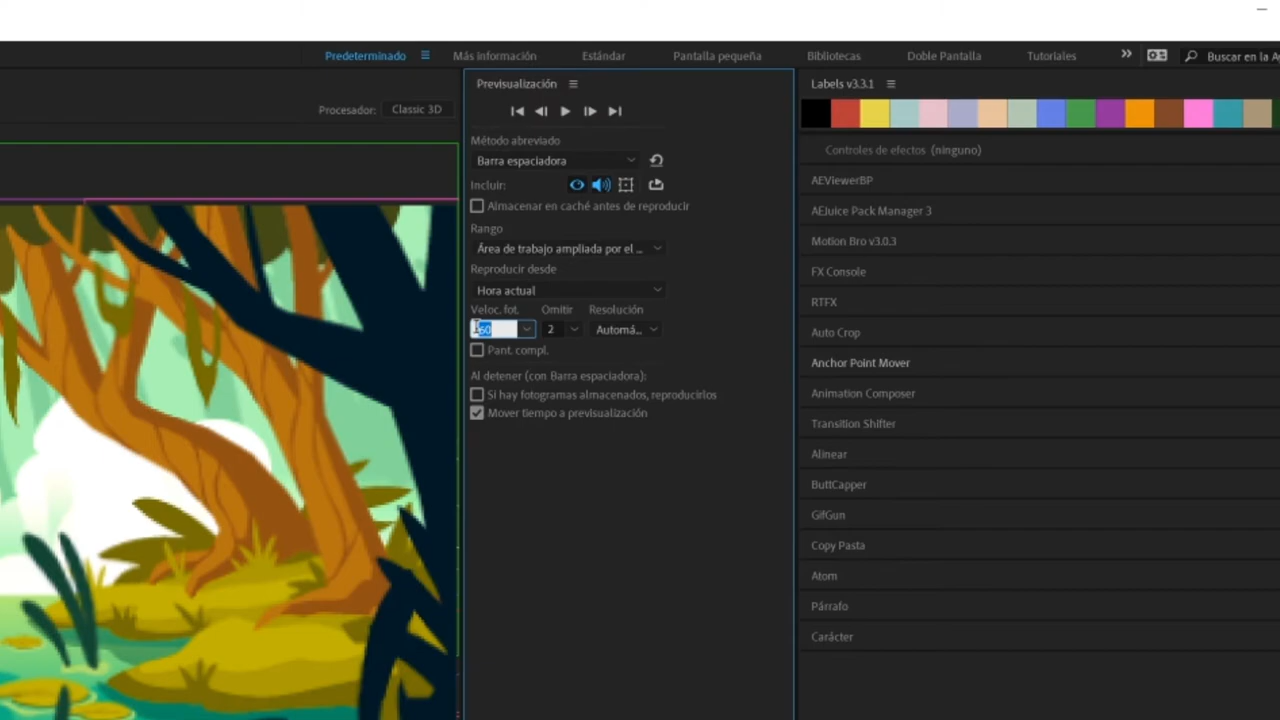 Predeterminado Más información Estándar Pantalla pequeña Bibliotecas Doble Pantalla Tutoriales » Buscar en la
Procesador: Classic 3D
Previsualización
Método abreviado
Barra espaciadora
Incluir:
Almacenar en caché antes de reproducir
Rango
Área de trabajo ampliada por el ...
Reproducir desde
Hora actual
Veloc. fot. Omitir Resolución
60 2 Automá...
Pant. compl.
Al detener (con Barra espaciadora):
Si hay fotogramas almacenados, reproducirlos
Mover tiempo a previsualización
Labels v3.3.1
Controles de efectos (ninguno)
AEViewerBP
AEJuice Pack Manager 3
Motion Bro v3.0.3
FX Console
RTFX
Auto Crop
Anchor Point Mover
Animation Composer
Transition Shifter
Alinear
ButtCapper
GifGun
Copy Pasta
Atom
Párrafo
Carácter